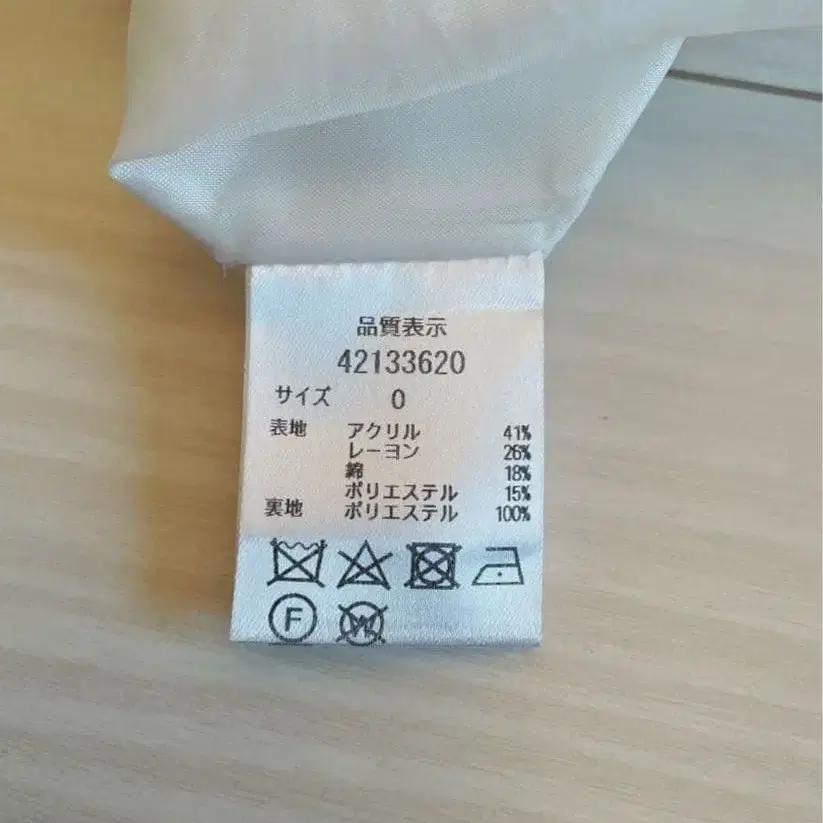 品質表示
42133620
サイズ 0
表地 アクリル 41%
レーヨン 26%
綿 18%
ポリエステル 15%
裏地 ポリエステル 100%
F W